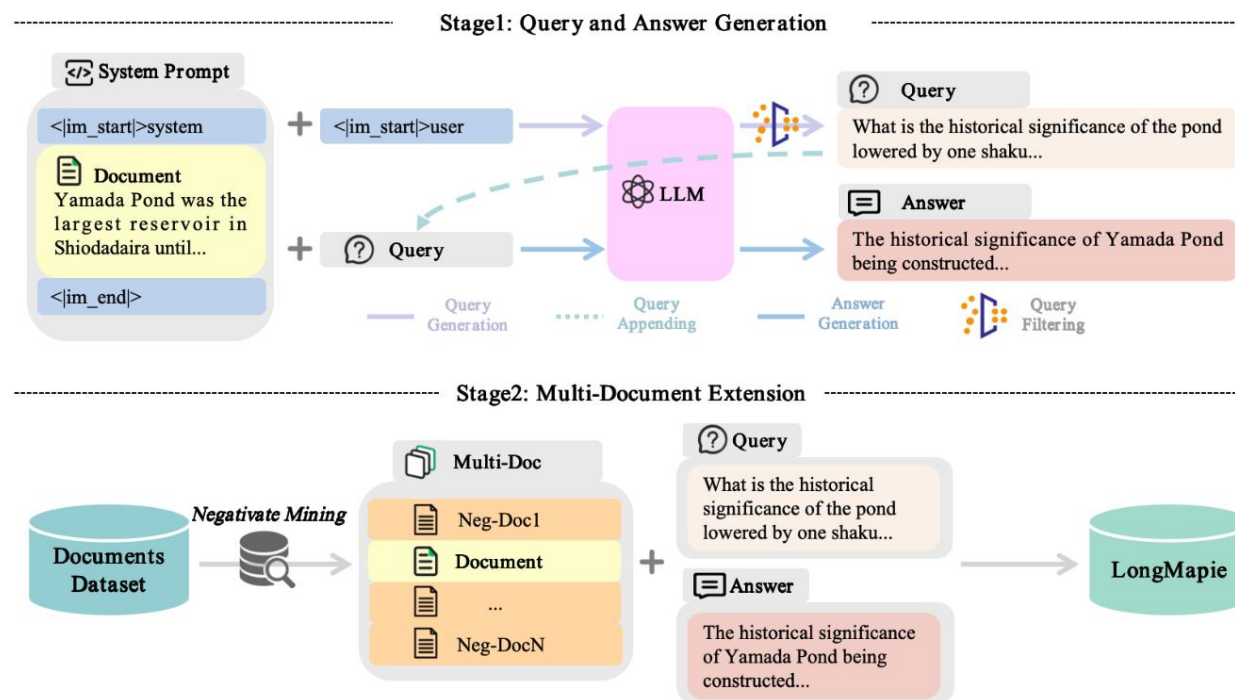 Stage1: Query and Answer Generation
</> System Prompt
<|im_start|>system
Document
Yamada Pond was the
largest reservoir in
Shiodadaira until...
<|im_end|>
+
<|im_start|>user
+
? Query
LLM
? Query
What is the historical significance of the pond
lowered by one shaku...
Answer
The historical significance of Yamada Pond
being constructed...
Query
Generation
Query
Appending
Answer
Generation
Query
Filtering
Stage2: Multi-Document Extension
Documents
Dataset
Negativate Mining
Multi-Doc
Neg-Doc1
Document
...
Neg-DocN
+
? Query
What is the historical
significance of the pond
lowered by one shaku...
Answer
The historical significance
of Yamada Pond being
constructed...
LongMapie